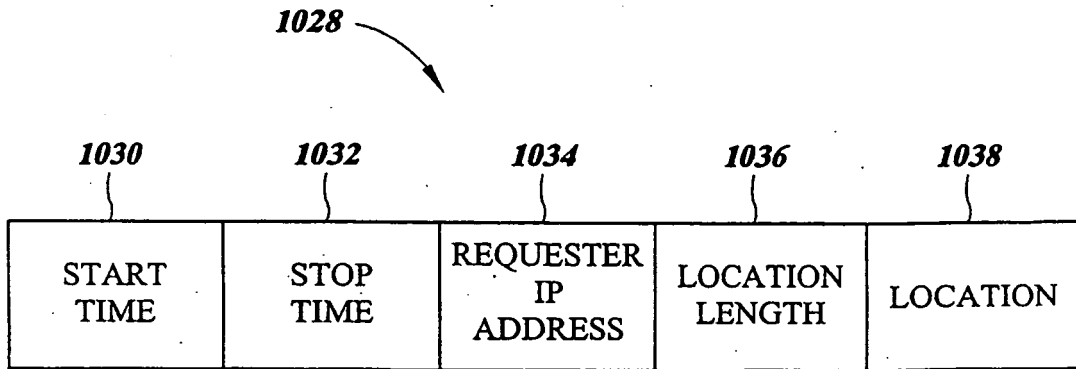 1028
1030 1032 1034 1036 1038
START TIME
STOP TIME
REQUESTER IP ADDRESS
LOCATION LENGTH
LOCATION